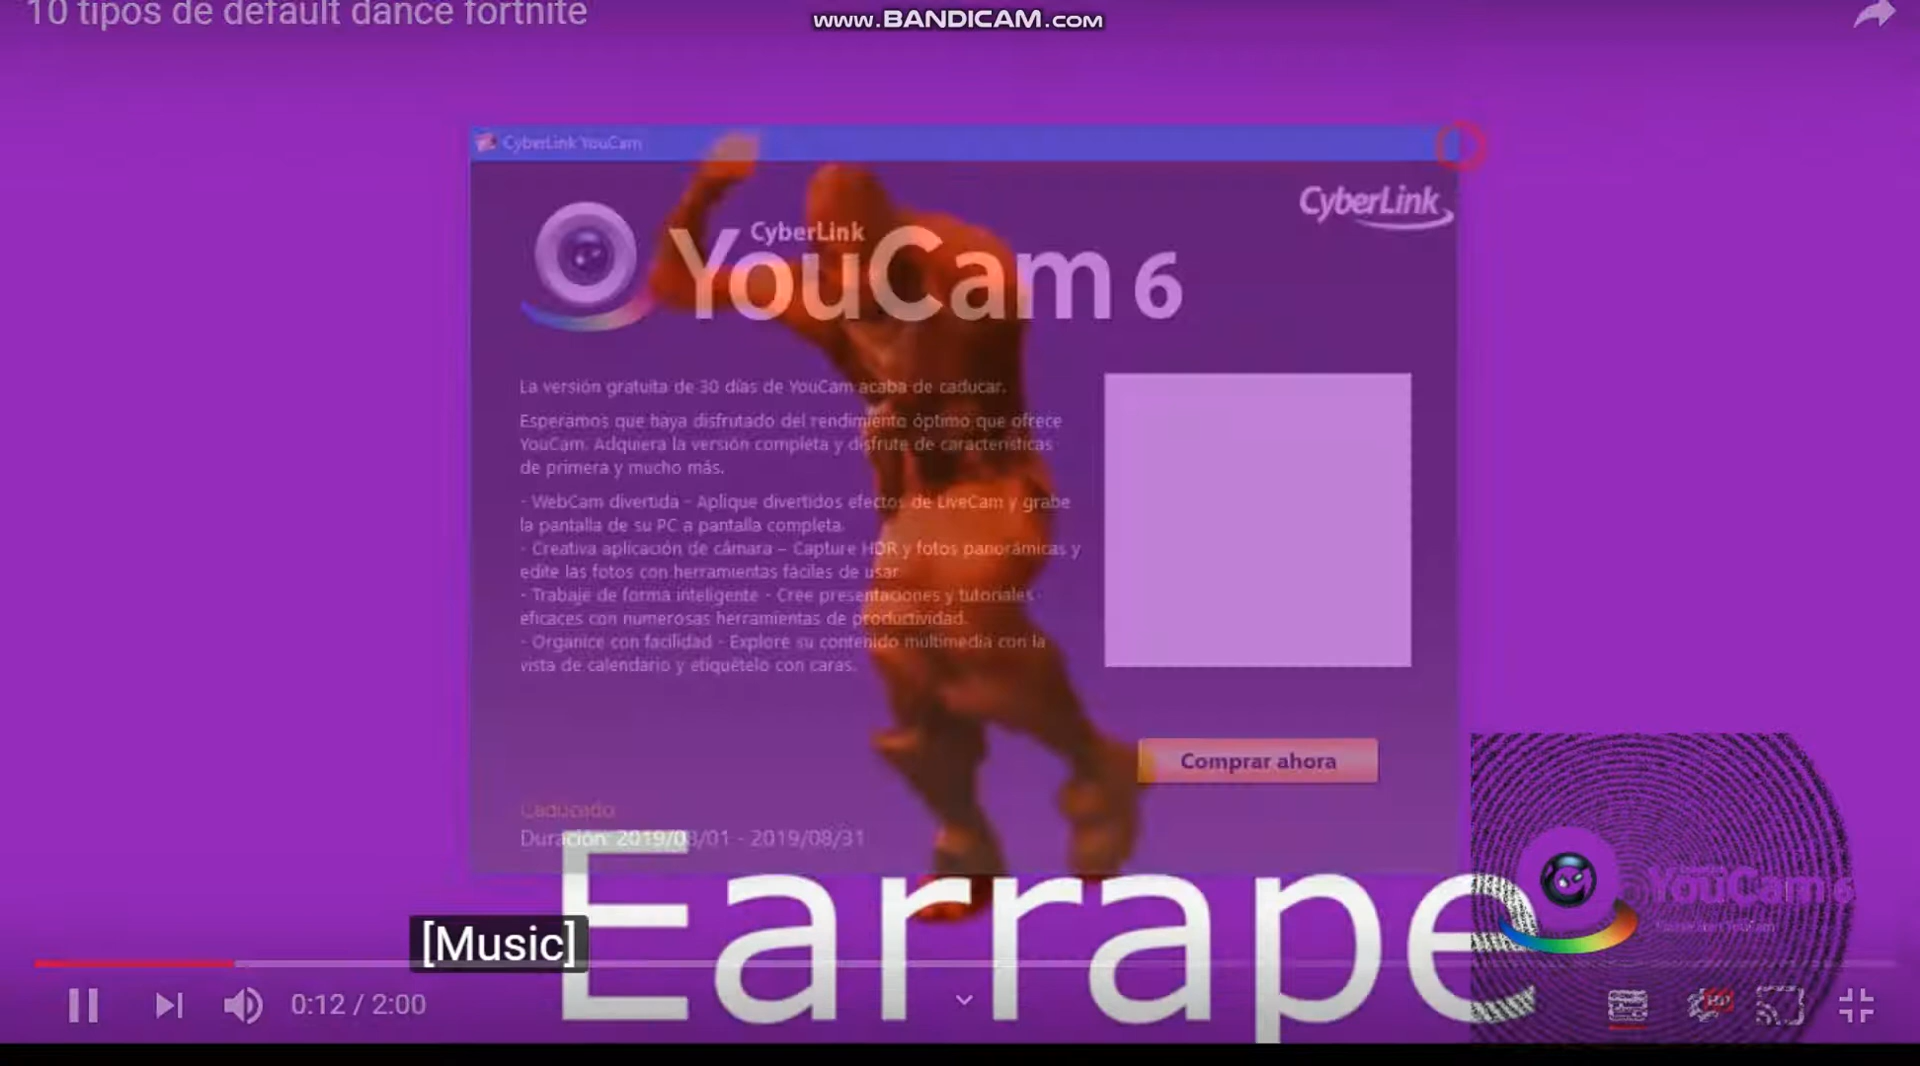 10 tipos de default dance fortnite
www.BANDICAM.com
CyberLink YouCam
CyberLink
CyberLink
YouCam 6
La versión gratuita de 30 días de YouCam acaba de caducar.
Esperamos que haya disfrutado del rendimiento óptimo que ofrece
YouCam. Adquiera la versión completa y disfrute de características
de primera y mucho más.
- WebCam divertida - Aplique divertidos efectos de LiveCam y grabe
la pantalla de su PC a pantalla completa.
- Creativa aplicación de cámara – Capture HDR y fotos panorámicas y
edite las fotos con herramientas fáciles de usar
- Trabaje de forma inteligente - Cree presentaciones y tutoriales
eficaces con numerosas herramientas de productividad.
- Organice con facilidad - Explore su contenido multimedia con la
vista de calendario y etiquételo con caras.
Comprar ahora
Caducado
Duración: 2019/08/01 - 2019/08/31
Earrape
[Music]
YouCam 6
0:12 / 2:00
HD